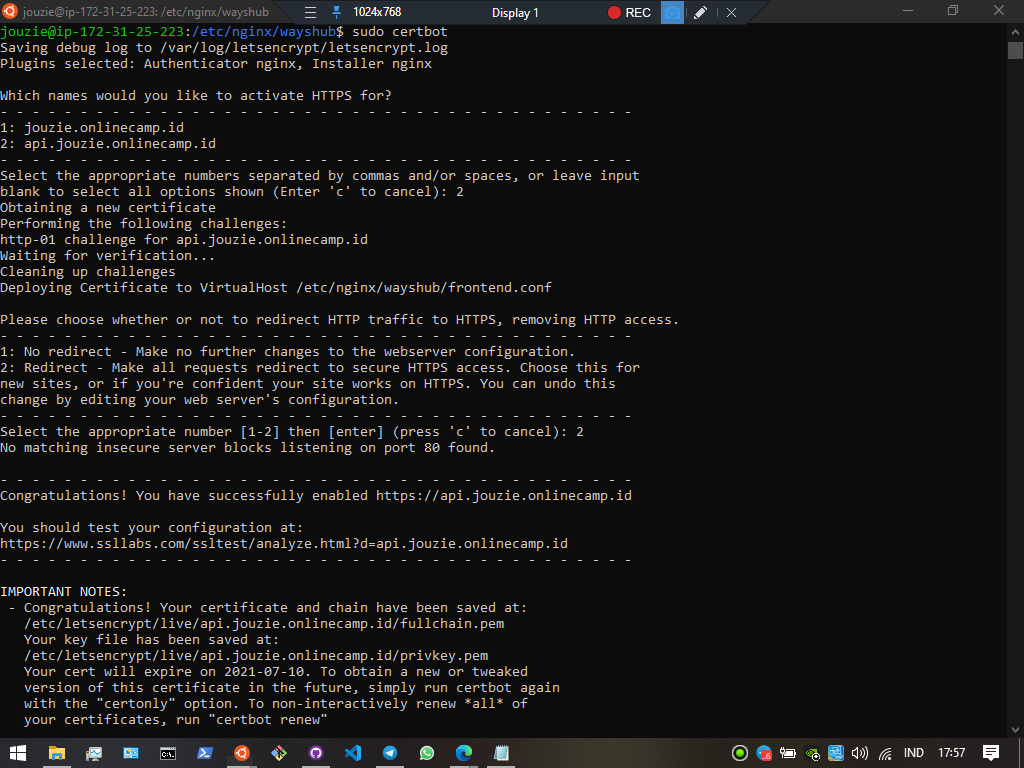 jouzie@ip-172-31-25-223: /etc/nginx/wayshub
1024x768
Display 1
REC
jouzie@ip-172-31-25-223:/etc/nginx/wayshub$ sudo certbot
Saving debug log to /var/log/letsencrypt/letsencrypt.log
Plugins selected: Authenticator nginx, Installer nginx
Which names would you like to activate HTTPS for?
- - - - - - - - - - - - - - - - - - - - - - - - - - - - - - - - - - - - - - - -
1: jouzie.onlinecamp.id
2: api.jouzie.onlinecamp.id
- - - - - - - - - - - - - - - - - - - - - - - - - - - - - - - - - - - - - - - -
Select the appropriate numbers separated by commas and/or spaces, or leave input
blank to select all options shown (Enter 'c' to cancel): 2
Obtaining a new certificate
Performing the following challenges:
http-01 challenge for api.jouzie.onlinecamp.id
Waiting for verification...
Cleaning up challenges
Deploying Certificate to VirtualHost /etc/nginx/wayshub/frontend.conf
Please choose whether or not to redirect HTTP traffic to HTTPS, removing HTTP access.
- - - - - - - - - - - - - - - - - - - - - - - - - - - - - - - - - - - - - - - -
1: No redirect - Make no further changes to the webserver configuration.
2: Redirect - Make all requests redirect to secure HTTPS access. Choose this for
new sites, or if you're confident your site works on HTTPS. You can undo this
change by editing your web server's configuration.
- - - - - - - - - - - - - - - - - - - - - - - - - - - - - - - - - - - - - - - -
Select the appropriate number [1-2] then [enter] (press 'c' to cancel): 2
No matching insecure server blocks listening on port 80 found.
- - - - - - - - - - - - - - - - - - - - - - - - - - - - - - - - - - - - - - - -
Congratulations! You have successfully enabled https://api.jouzie.onlinecamp.id
You should test your configuration at:
https://www.ssllabs.com/ssltest/analyze.html?d=api.jouzie.onlinecamp.id
- - - - - - - - - - - - - - - - - - - - - - - - - - - - - - - - - - - - - - - -
IMPORTANT NOTES:
- Congratulations! Your certificate and chain have been saved at:
/etc/letsencrypt/live/api.jouzie.onlinecamp.id/fullchain.pem
Your key file has been saved at:
/etc/letsencrypt/live/api.jouzie.onlinecamp.id/privkey.pem
Your cert will expire on 2021-07-10. To obtain a new or tweaked
version of this certificate in the future, simply run certbot again
with the "certonly" option. To non-interactively renew *all* of
your certificates, run "certbot renew"
IND
17:57